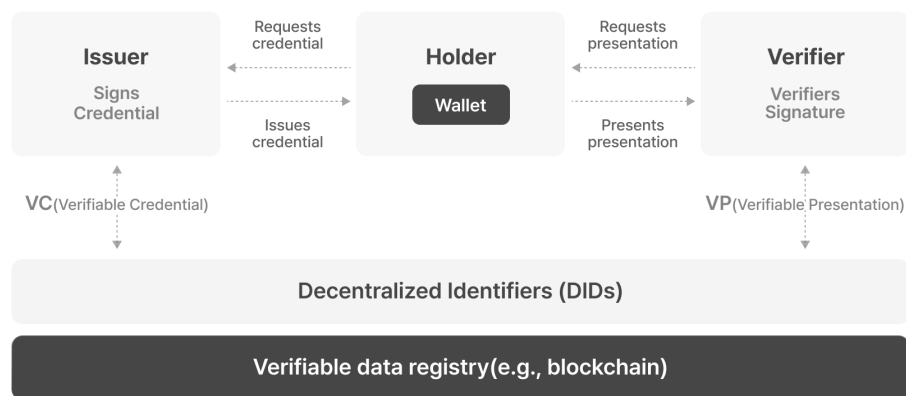 Issuer
Signs
Credential
Requests
credential
Issues
credential
Holder
Wallet
Requests
presentation
Presents
presentation
Verifier
Verifiers
Signature
VC(Verifiable Credential)
VP(Verifiable Presentation)
Decentralized Identifiers (DIDs)
Verifiable data registry(e.g., blockchain)